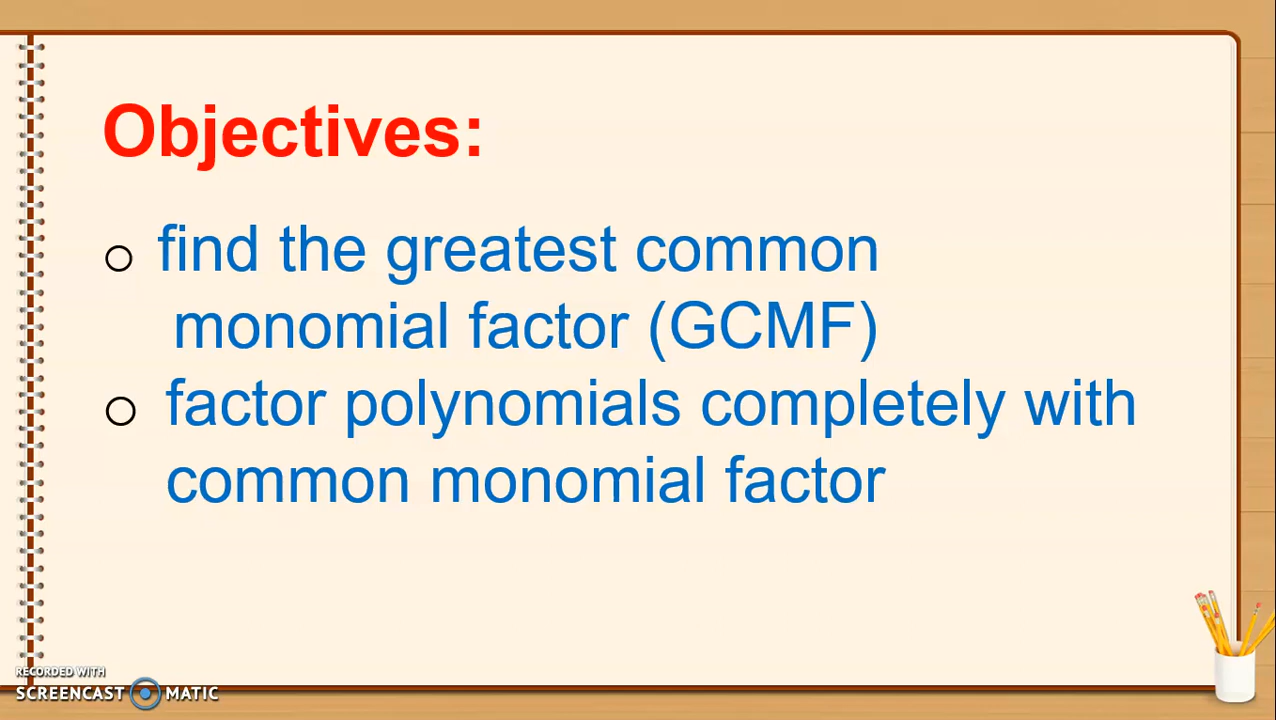 Objectives:
o find the greatest common
monomial factor (GCMF)
o factor polynomials completely with
common monomial factor
RECORDED WITH
SCREENCAST MATIC